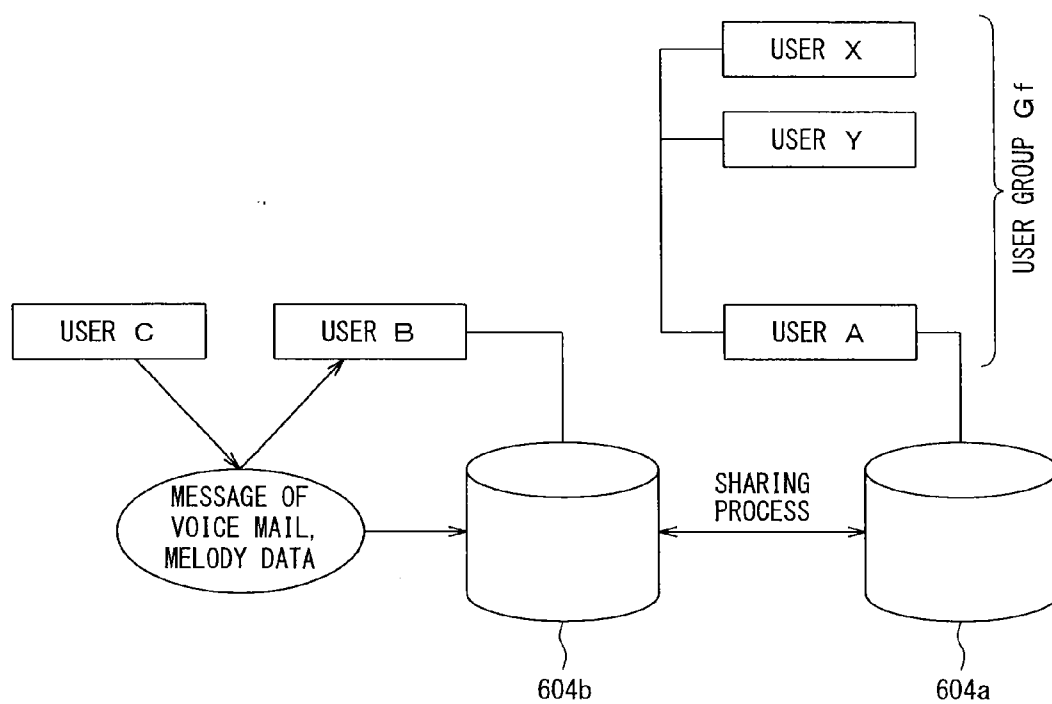 USER X
USER Y
USER GROUP Gf
USER C
USER B
USER A
MESSAGE OF
VOICE MAIL,
MELODY DATA
SHARING
PROCESS
604b
604a